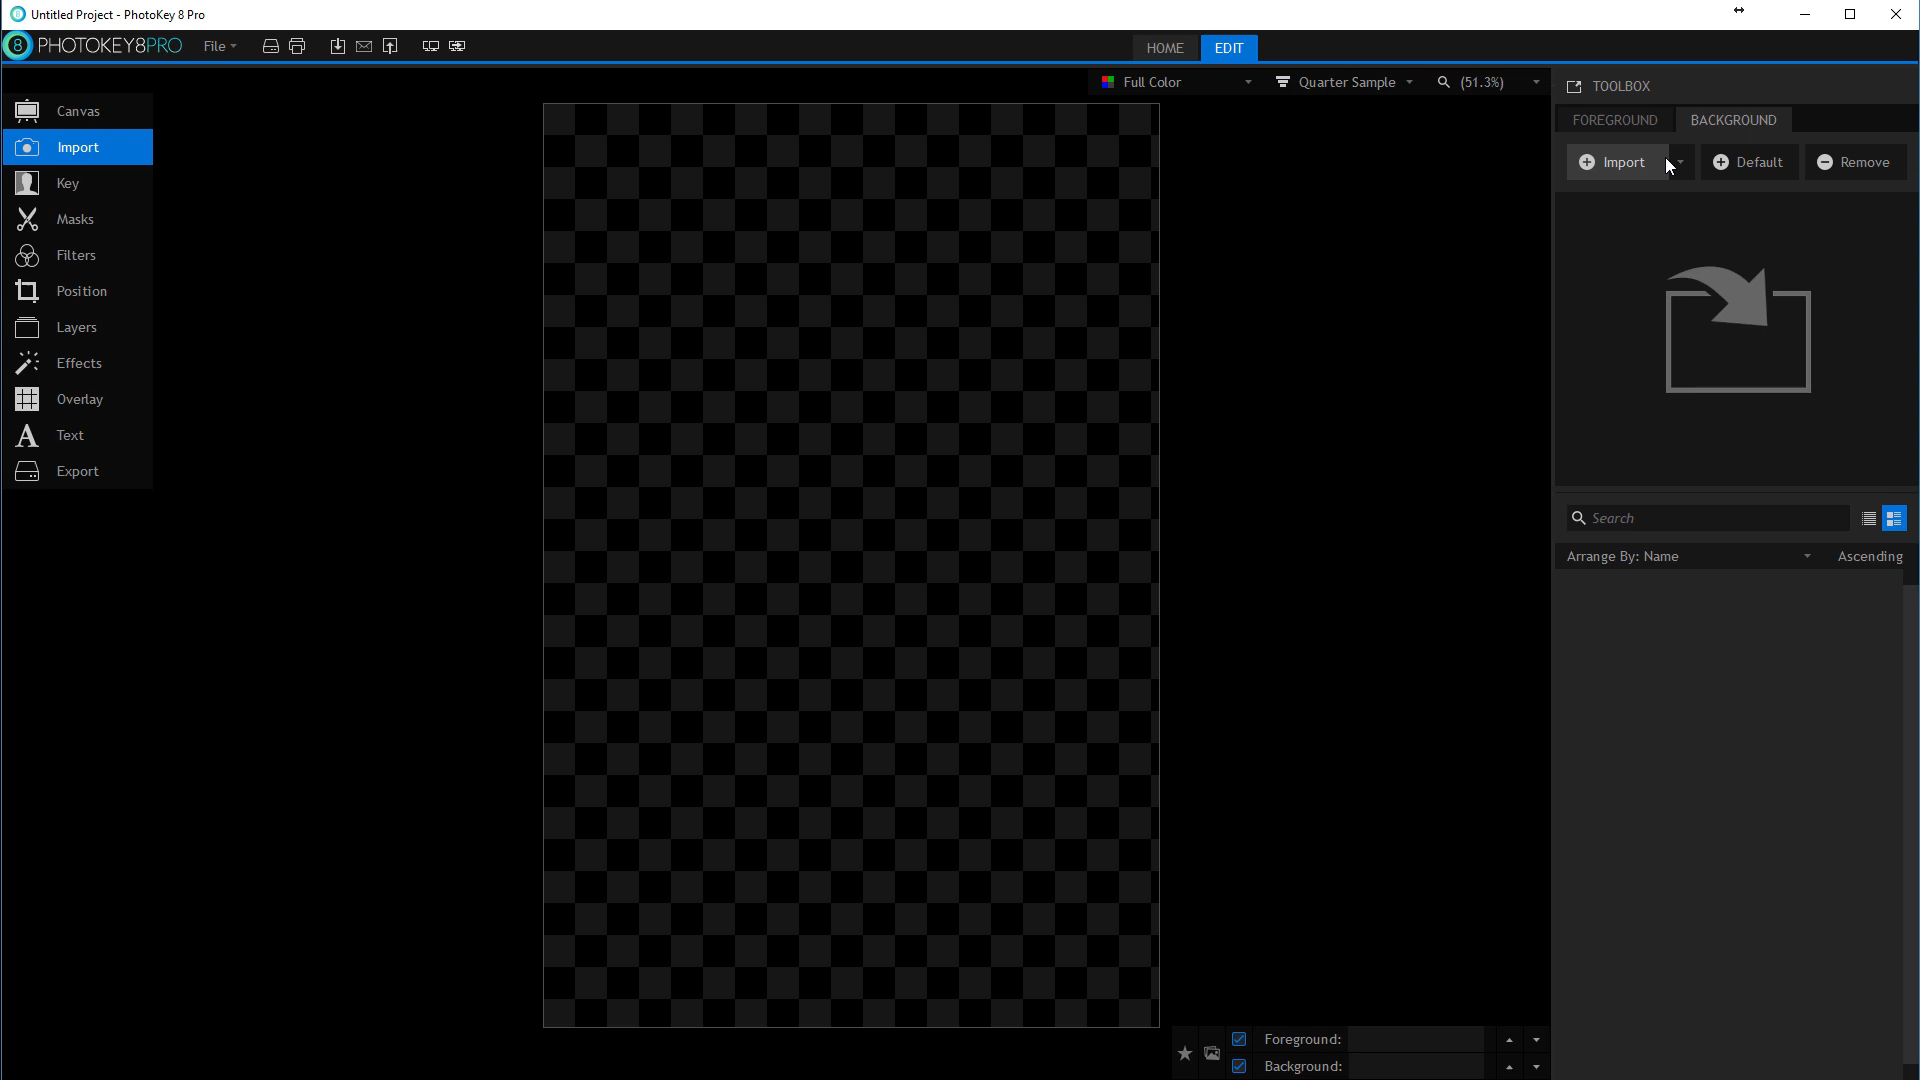 Untitled Project - PhotoKey 8 Pro
8 PHOTOKEY8PRO File HOME EDIT
Full Color Quarter Sample (51.3%)
TOOLBOX
FOREGROUND BACKGROUND
Import Default Remove
Canvas
Import
Key
Masks
Filters
Position
Layers
Effects
Overlay
Text
Export
Search
Arrange By: Name Ascending
Foreground:
Background: